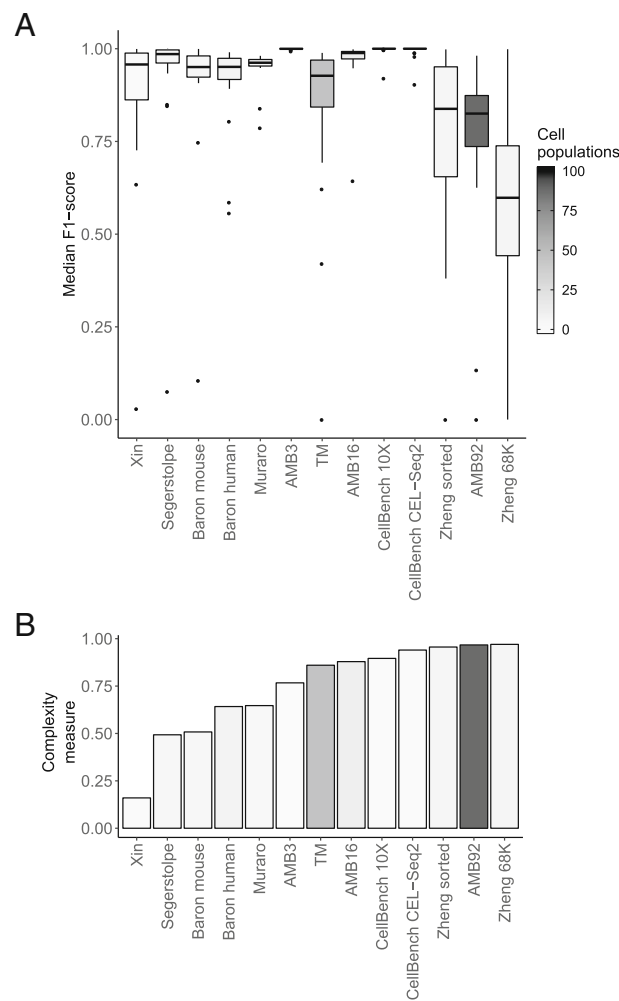 A
Median F1−score
1.00
0.75
0.50
0.25
0.00
Xin
Segerstolpe
Baron mouse
Baron human
Muraro
AMB3
TM
AMB16
CellBench 10X
CellBench CEL−Seq2
Zheng sorted
AMB92
Zheng 68K
Cell
populations
100
75
50
25
0
B
Complexity
measure
1.00
0.75
0.50
0.25
0.00
Xin
Segerstolpe
Baron mouse
Baron human
Muraro
AMB3
TM
AMB16
CellBench 10X
CellBench CEL−Seq2
Zheng sorted
AMB92
Zheng 68K